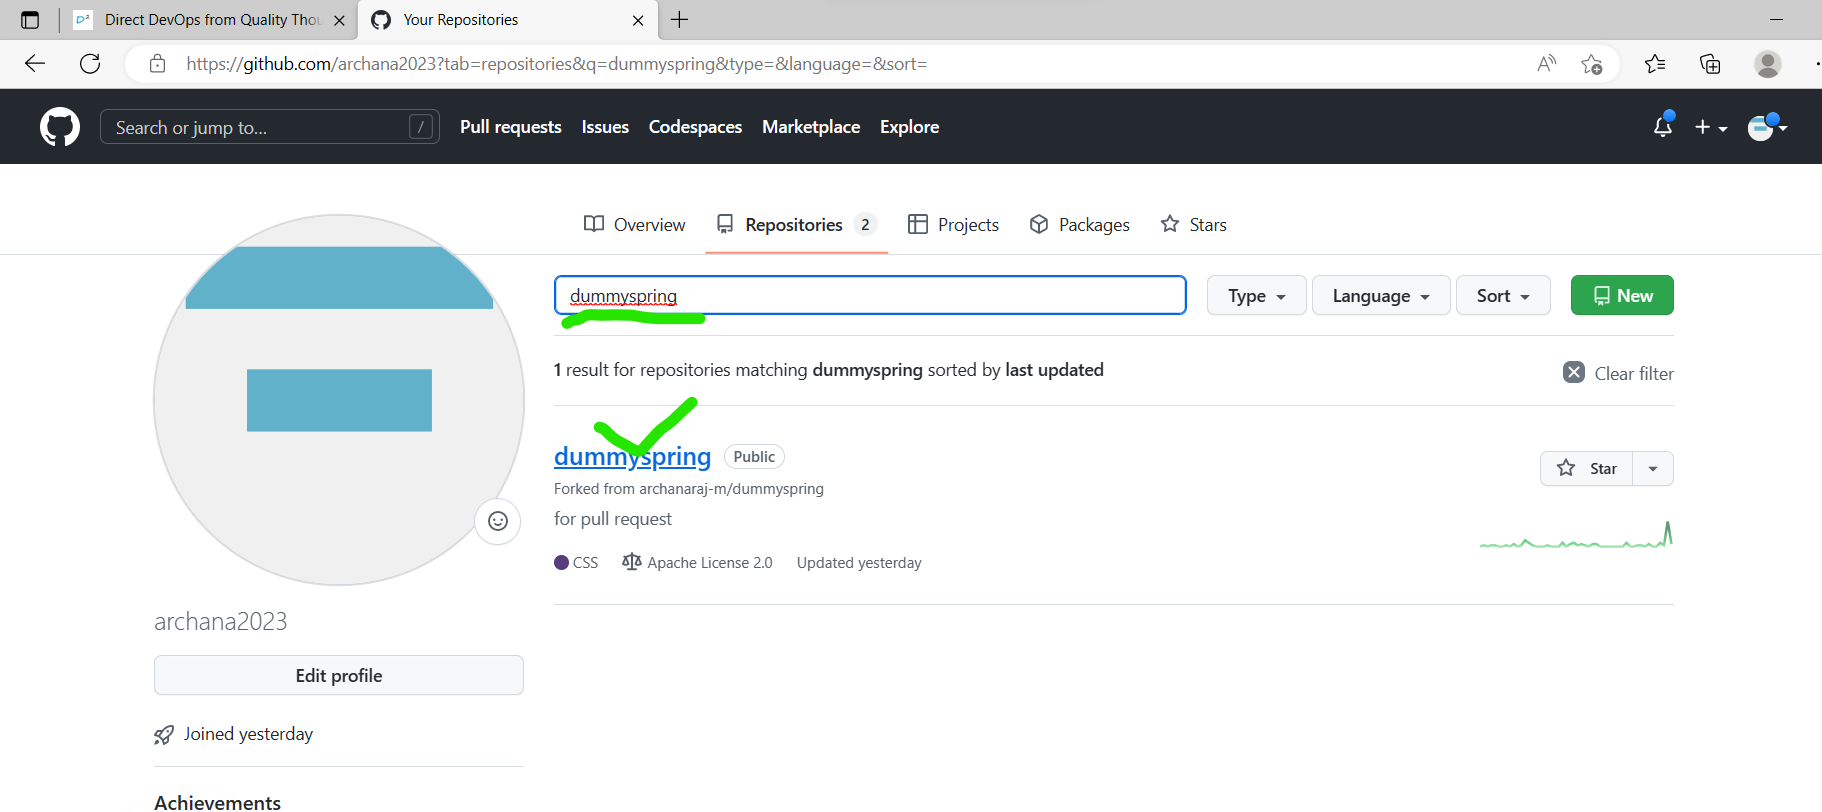 Direct DevOps from Quality Thou
Your Repositories
https://github.com/archana2023?tab=repositories&q=dummyspring&type=&language=&sort=
Search or jump to... /
Pull requests Issues Codespaces Marketplace Explore
Overview Repositories 2 Projects Packages Stars
dummyspring
Type Language Sort New
1 result for repositories matching dummyspring sorted by last updated
Clear filter
dummyspring Public
Star
Forked from archanaraj-m/dummyspring
for pull request
CSS Apache License 2.0 Updated yesterday
archana2023
Edit profile
Joined yesterday
Achievements